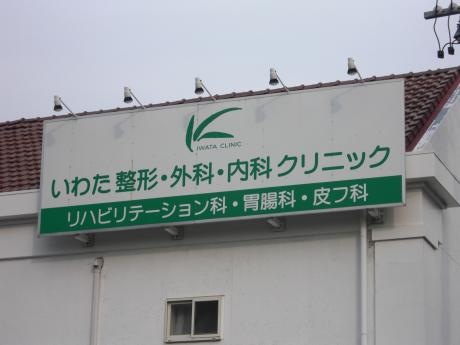 IWATA CLINIC
いわた整形・外科・内科クリニック
リハビリテーション科・胃腸科・皮フ科